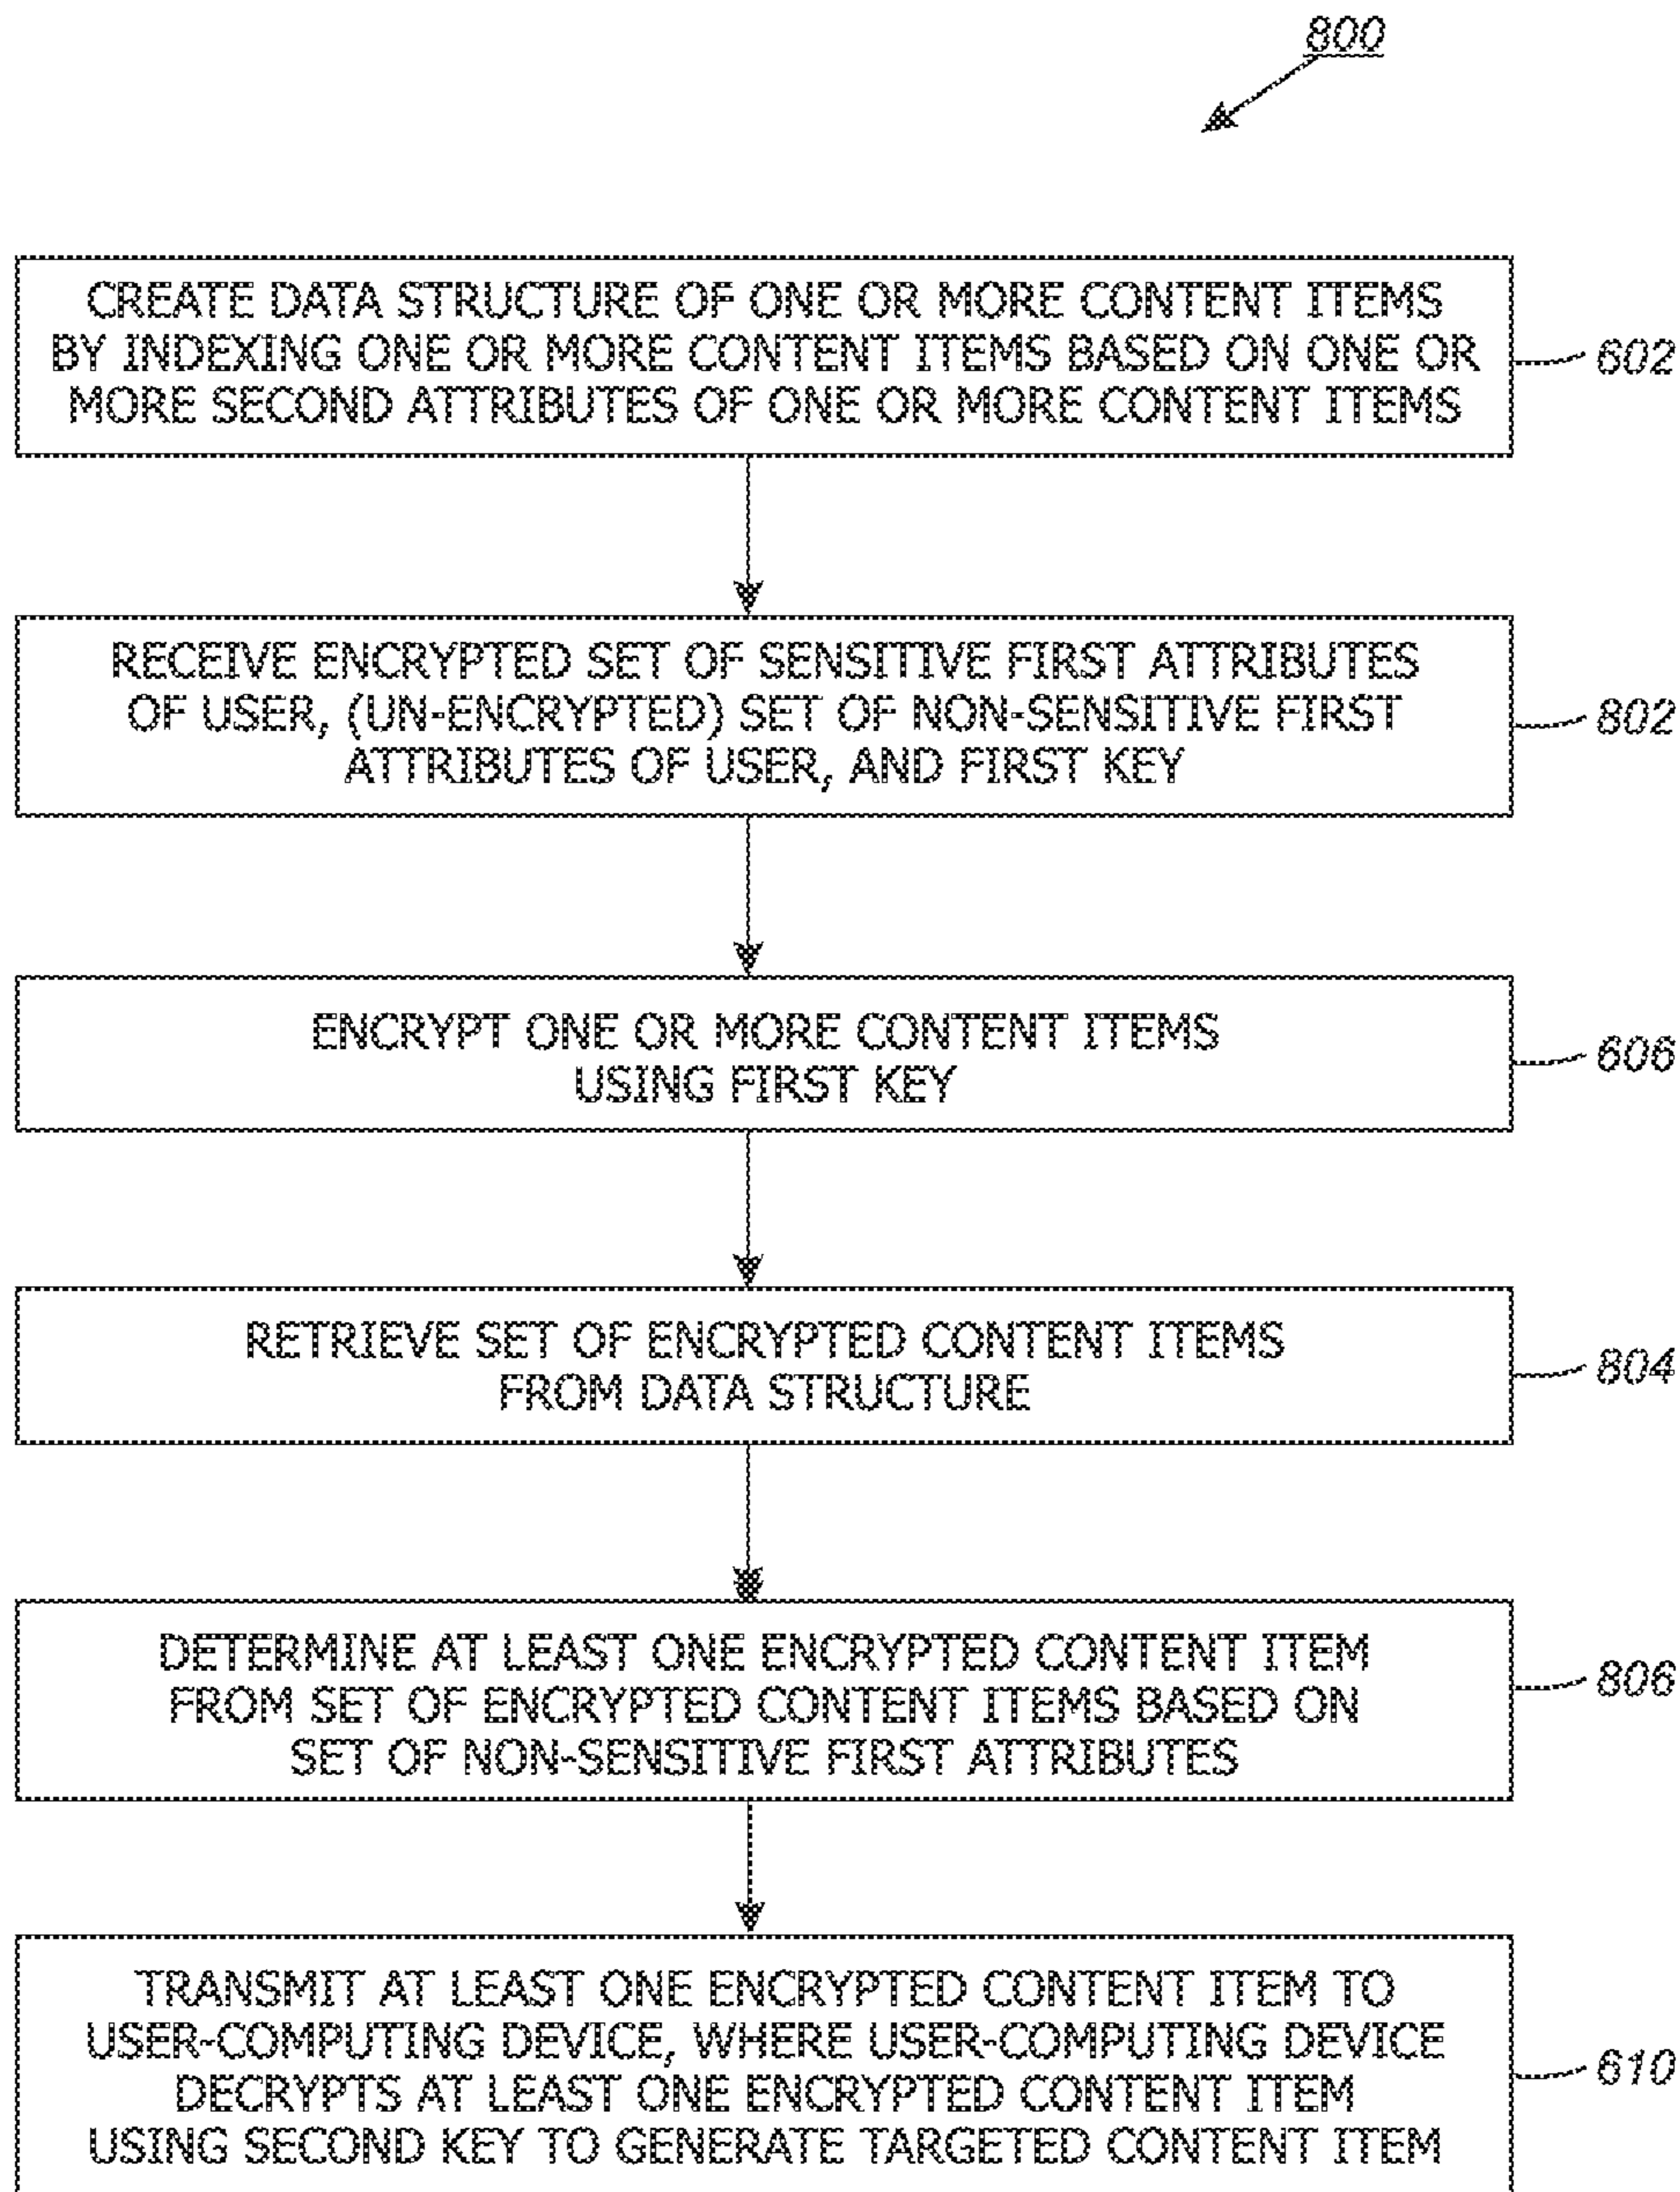 800
CREATE DATA STRUCTURE OF ONE OR MORE CONTENT ITEMS
BY INDEXING ONE OR MORE CONTENT ITEMS BASED ON ONE OR
MORE SECOND ATTRIBUTES OF ONE OR MORE CONTENT ITEMS
602
RECEIVE ENCRYPTED SET OF SENSITIVE FIRST ATTRIBUTES
OF USER, (UN-ENCRYPTED) SET OF NON-SENSITIVE FIRST
ATTRIBUTES OF USER, AND FIRST KEY
802
ENCRYPT ONE OR MORE CONTENT ITEMS
USING FIRST KEY
606
RETRIEVE SET OF ENCRYPTED CONTENT ITEMS
FROM DATA STRUCTURE
804
DETERMINE AT LEAST ONE ENCRYPTED CONTENT ITEM
FROM SET OF ENCRYPTED CONTENT ITEMS BASED ON
SET OF NON-SENSITIVE FIRST ATTRIBUTES
806
TRANSMIT AT LEAST ONE ENCRYPTED CONTENT ITEM TO
USER-COMPUTING DEVICE, WHERE USER-COMPUTING DEVICE
DECRYPTS AT LEAST ONE ENCRYPTED CONTENT ITEM
USING SECOND KEY TO GENERATE TARGETED CONTENT ITEM
610